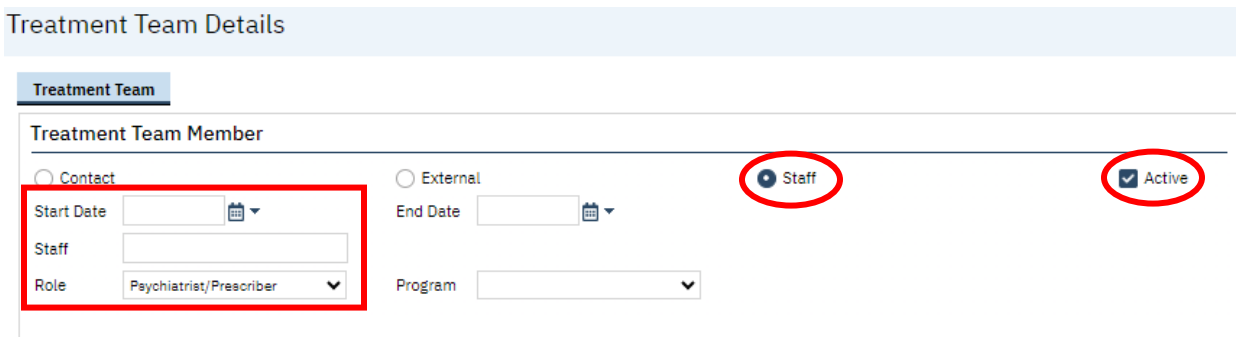 Treatment Team Details
Treatment Team
Treatment Team Member
Contact External Staff Active
Start Date End Date
Staff
Role Psychiatrist/Prescriber Program